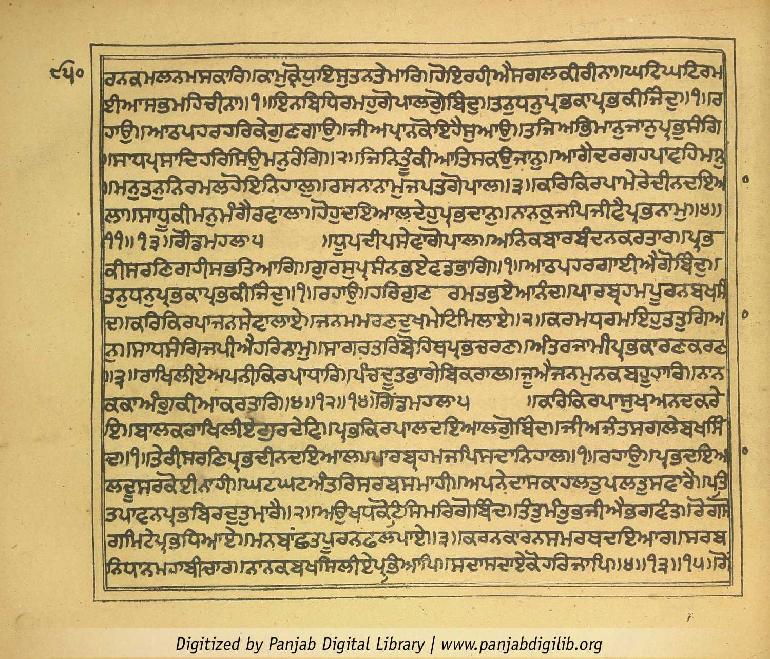 ੮੫੦
ਰਨਕਮਲਨਮਸਕਾਰਿ॥ਕਾਮੁਕ੍ਰੋਧੁਇਸੁਤਨਤੇਮਾਰਿ॥ਹੋਇਰਹੀਐਸਗਲਕੀਰੀਨਾ॥ਘਟਿਘਟਿਰਮ
ਈਆਸਭਮਹਿਚੀਨਾ॥੧॥ਇਨਬਿਧਿਰਮਹੁਗੋਪਾਲਗੋਬਿੰਦੁ॥ਤਨੁਧਨੁਪ੍ਰਭਕਾਪ੍ਰਭਕੀਜਿੰਦੁ॥੧॥ਰ
ਹਾਉ॥ਆਠਪਹਰਹਰਿਕੇਗੁਣਗਾਉ॥ਜੀਅਪ੍ਰਾਨਕੋਇਹੈਸੁਆਉ॥ਤਜਿਅਭਿਮਾਨੁਜਾਨੁਪ੍ਰਭੁਸੰਗਿ
॥ਸਾਧਪ੍ਰਸਾਦਿਹਰਿਸਿਉਮਨੁਰੰਗਿ॥੨॥ਜਿਨਿਤੂੰਕੀਆਤਿਸਕਉਜਾਨੁ॥ਆਗੈਦਰਗਹਪਾਵਹਿਮਾਨੁ
॥ਮਨੁਤਨੁਨਿਰਮਲਹੋਇਨਿਹਾਲੁ॥ਰਸਨਾਨਾਮੁਜਪਤਗੋਪਾਲ॥੩॥ਕਰਿਕਿਰਪਾਮੇਰੇਦੀਨਦਇਆ
ਲਾ॥ਸਾਧੂਕੀਮਨੁਮੰਗੈਰਵਾਲਾ॥ਹੋਹੁਦਇਆਲਦੇਹੁਪ੍ਰਭਦਾਨੁ॥ਨਾਨਕੁਜਪਿਜੀਵੈਪ੍ਰਭਨਾਮੁ॥੪॥
੧੧॥੧੩॥ਗੋਂਡਮਹਲਾ੫ ॥ਧੂਪਦੀਪਸੇਵਾਗੋਪਾਲ॥ਅਨਿਕਬਾਰਬੰਦਨਕਰਤਾਰ॥ਪ੍ਰਭ
ਕੀਸਰਣਿਗਹੀਸਭਤਿਆਗਿ॥ਗੁਰਸੁਪ੍ਰਸੰਨਭਏਵਡਭਾਗਿ॥੧॥ਆਠਪਹਰਗਾਈਐਗੋਬਿੰਦੁ॥
ਤਨੁਧਨੁਪ੍ਰਭਕਾਪ੍ਰਭਕੀਜਿੰਦੁ॥੧॥ਰਹਾਉ॥ਹਰਿਗੁਣ ਰਮਤਭਏਆਨੰਦ॥ਪਾਰਬ੍ਰਹਮਪੂਰਨਬਖਸੰ
ਦ॥ਕਰਿਕਿਰਪਾਜਨਸੇਵਾਲਾਏ॥ਜਨਮਮਰਣਦੁਖਮੇਟਿਮਿਲਾਏ॥੨॥ਕਰਮਧਰਮਇਹੁਤਤੁਗਿਆ
ਨੁ॥ਸਾਧਸੰਗਿਜਪੀਐਹਰਿਨਾਮੁ॥ਸਾਗਰਤਰਿਬੋਹਿਥਪ੍ਰਭਚਰਣ॥ਅੰਤਰਜਾਮੀਪ੍ਰਭਕਾਰਣਕਰਣ
॥੩॥ਰਾਖਿਲੀਏਅਪਨੀਕਿਰਪਾਧਾਰਿ॥ਪੰਚਦੂਤਭਾਗੇਬਿਕਰਾਲ॥ਜੂਐਜਨਮੁਨਕਬਹੂਹਾਰਿ॥ਨਾਨ
ਕਕਾਅੰਗੁਕੀਆਕਰਤਾਰਿ॥੪॥੧੨॥੧੪॥ਗੋਂਡਮਹਲਾ੫ ॥ਕਰਿਕਿਰਪਾਸੁਖਅਨਦਕਰੇ
ਇ॥ਬਾਲਕਰਾਖਿਲੀਏਗੁਰਦੇਵਿ॥ਪ੍ਰਭਕਿਰਪਾਲਦਇਆਲਗੋਬਿੰਦ॥ਜੀਅਜੰਤਸਗਲੇਬਖਸਿੰ
ਦ॥੧॥ਤੇਰੀਸਰਣਿਪ੍ਰਭਦੀਨਦਇਆਲ॥ਪਾਰਬ੍ਰਹਮਜਪਿਸਦਾਨਿਹਾਲ॥੧॥ਰਹਾਉ॥ਪ੍ਰਭਦਇਆ
ਲਦੂਸਰਕੋਈਨਾਹੀ॥ਘਟਘਟਅੰਤਰਿਸਰਬਸਮਾਹੀ॥ਅਪਨੇਦਾਸਕਾਹਲਤੁਪਲਤੁਸਵਾਰੈ॥ਪਤਿ
ਤਪਾਵਨਪ੍ਰਭਬਿਰਦੁਤੁਮਾਰੈ॥੨॥ਅਉਖਧਕੋਟਿਸਿਮਰਿਗੋਬਿੰਦ॥ਤੰਤੁਮੰਤੁਭਜੀਐਭਗਵੰਤ॥ਰੋਗਸੋ
ਗਮਿਟੇਪ੍ਰਭਧਿਆਏ॥ਮਨਬਾਂਛਤਪੂਰਨਫਲਪਾਏ॥੩॥ਕਰਨਕਾਰਨਸਮਰਥਦਇਆਰ॥ਸਰਬ
ਨਿਧਾਨਮਹਾਬੀਚਾਰ॥ਨਾਨਕਬਖਸਿਲੀਏਪ੍ਰਭਿਆਪਿ॥ਸਦਾਸਦਾਏਕੋਹਰਿਜਾਪਿ॥੪॥੧੩॥੧੫॥ਗੋਂ
Digitized by Panjab Digital Library | www.panjabdigilib.org